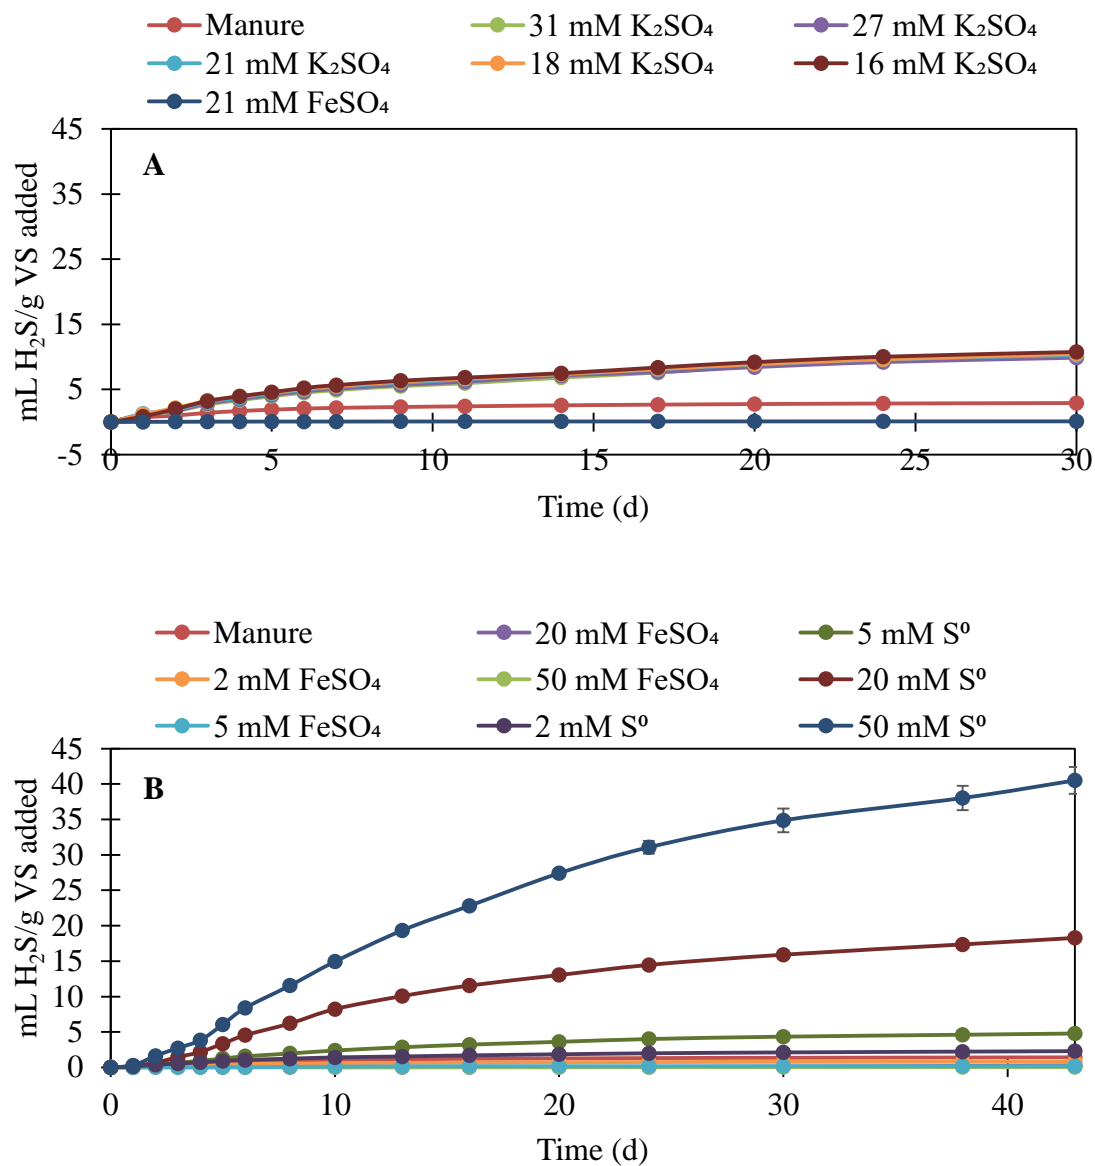 Manure 31 mM K₂SO₄ 27 mM K₂SO₄
21 mM K₂SO₄ 18 mM K₂SO₄ 16 mM K₂SO₄
21 mM FeSO₄
45
35
25
15
5
-5
A
mL H₂S/g VS added
0 5 10 15 20 25 30
Time (d)
Manure 20 mM FeSO₄ 5 mM S⁰
2 mM FeSO₄ 50 mM FeSO₄ 20 mM S⁰
5 mM FeSO₄ 2 mM S⁰ 50 mM S⁰
45
40
35
30
25
20
15
10
5
0
B
mL H₂S/g VS added
0 10 20 30 40
Time (d)